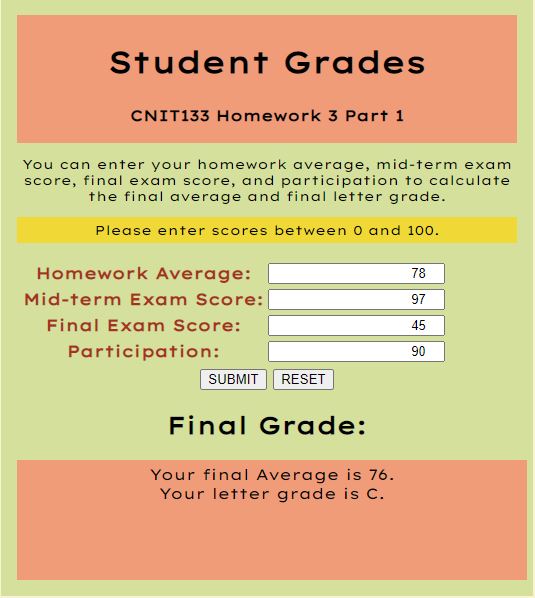 Student Grades
CNIT133 Homework 3 Part 1
You can enter your homework average, mid-term exam
score, final exam score, and participation to calculate
the final average and final letter grade.
Please enter scores between 0 and 100.
Homework Average: 78
Mid-term Exam Score: 97
Final Exam Score: 45
Participation: 90
SUBMIT RESET
Final Grade:
Your final Average is 76.
Your letter grade is C.